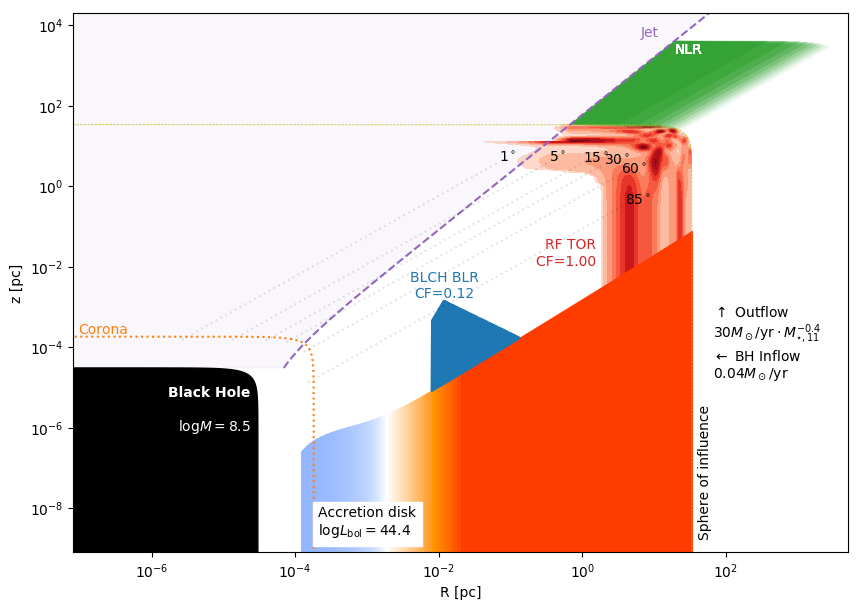 Jet
NLR
1° 5° 15° 30°
60°
85°
RF TOR
CF=1.00
BLCH BLR
CF=0.12
Corona
Black Hole
logM = 8.5
↑ Outflow
30M⊙/yr · M•,11^−0.4
← BH Inflow
0.04M⊙/yr
Sphere of influence
Accretion disk
logLbol = 44.4
z [pc]
10^4
10^2
10^0
10^−2
10^−4
10^−6
10^−8
10^−6 10^−4 10^−2 10^0 10^2
R [pc]